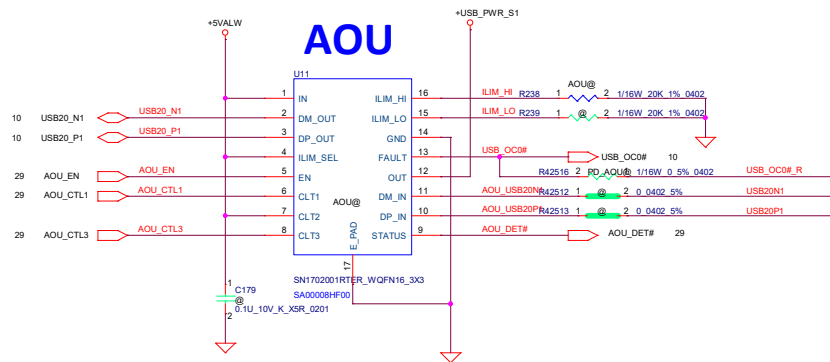 +5VALW
+USB_PWR_S1
AOU
U11
1 IN ILIM_HI 16 ILIM_HI R238 1 AOU@ 2 1/16W_20K_1%_0402
10 USB20_N1 USB20_N1 2 DM_OUT ILIM_LO 15 ILIM_LO R239 1 @ 2 1/16W_20K_1%_0402
10 USB20_P1 USB20_P1 3 DP_OUT GND 14
4 ILIM_SEL FAULT 13 USB_OC0# 10
29 AOU_EN AOU_EN 5 EN OUT 12 R42516 2 PD_AOU@ 1 1/16W_0_5%_0402 USB_OC0#_R
29 AOU_CTL1 AOU_CTL1 6 CLT1 DM_IN 11 AOU_USB20N1 R42512 1 @ 2 0_0402_5% USB20N1
7 CLT2 AOU@ DP_IN 10 AOU_USB20P1 R42513 1 @ 2 0_0402_5% USB20P1
29 AOU_CTL3 AOU_CTL3 8 CLT3 STATUS 9 AOU_DET# AOU_DET# 29
E_PAD
17
SN1702001RTER_WQFN16_3X3
SA00008HF00
1
C179
@
0.1U_10V_K_X5R_0201
2